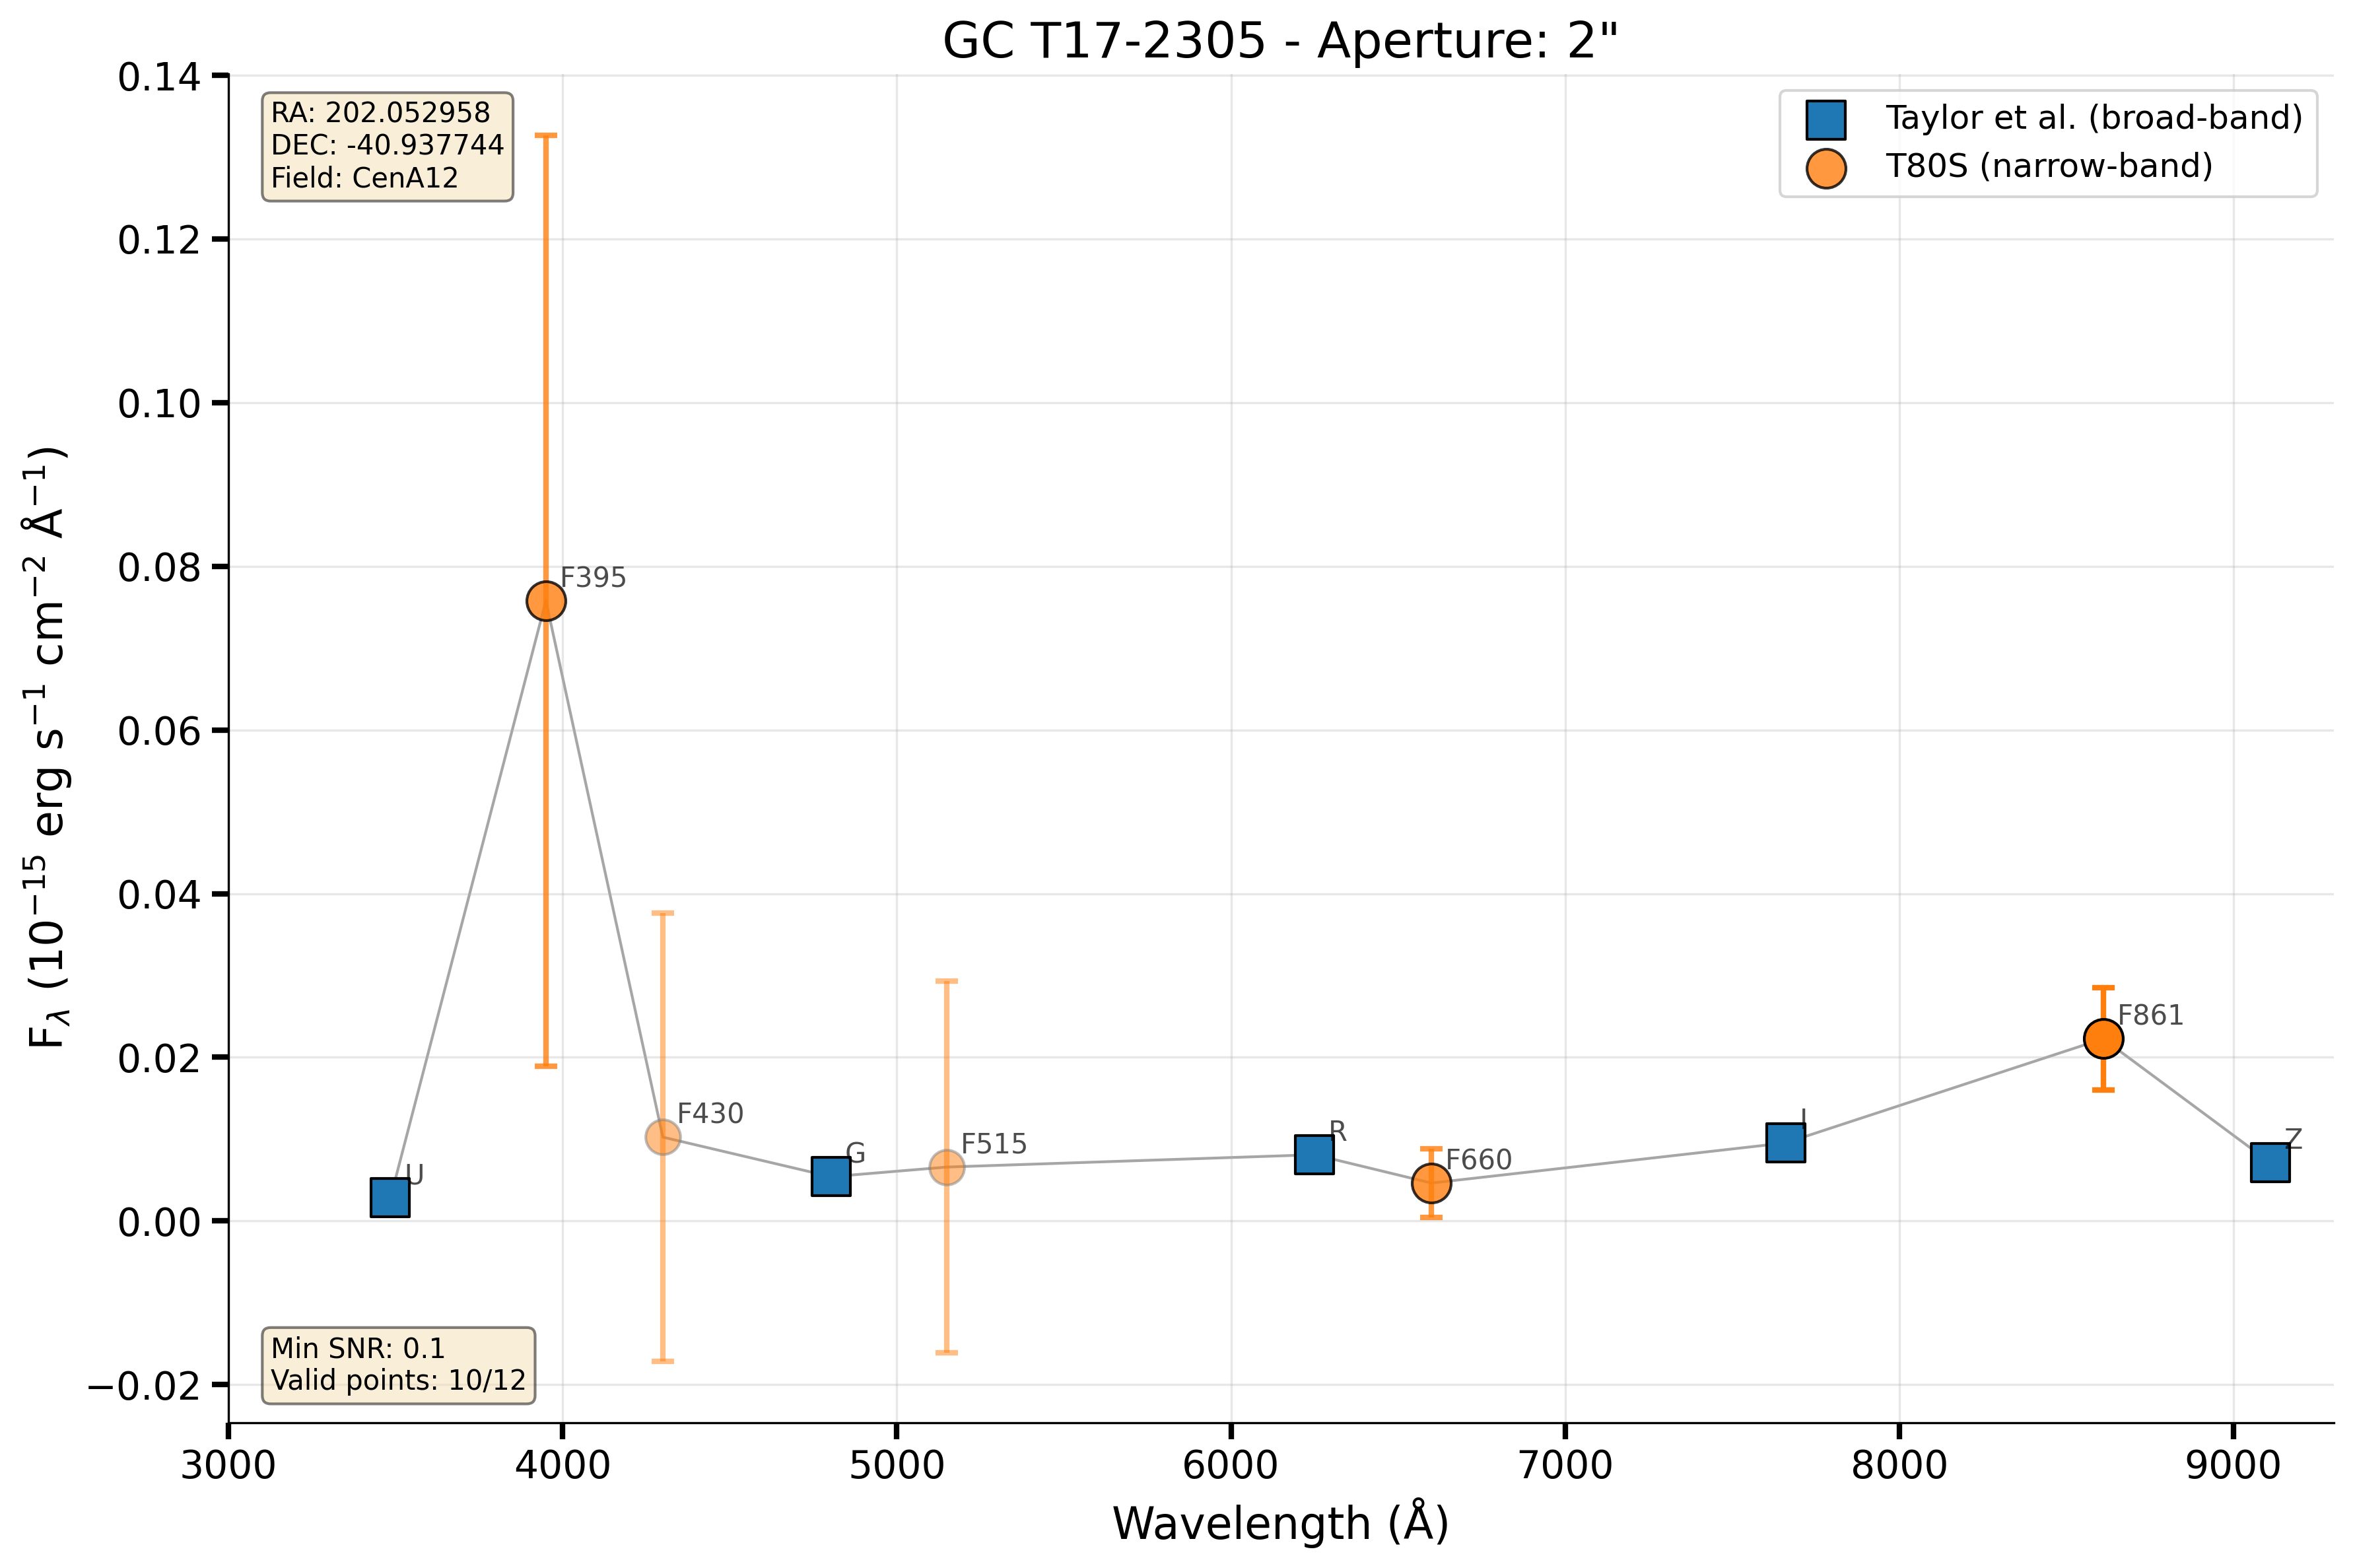 GC T17-2305 - Aperture: 2"
RA: 202.052958
DEC: -40.937744
Field: CenA12
Taylor et al. (broad-band)
T80S (narrow-band)
0.14
0.12
0.10
0.08
0.06
0.04
0.02
0.00
−0.02
F_λ (10⁻¹⁵ erg s⁻¹ cm⁻² Å⁻¹)
F395
F861
F430
F515
G
R
F660
I
Z
U
Min SNR: 0.1
Valid points: 10/12
3000 4000 5000 6000 7000 8000 9000
Wavelength (Å)